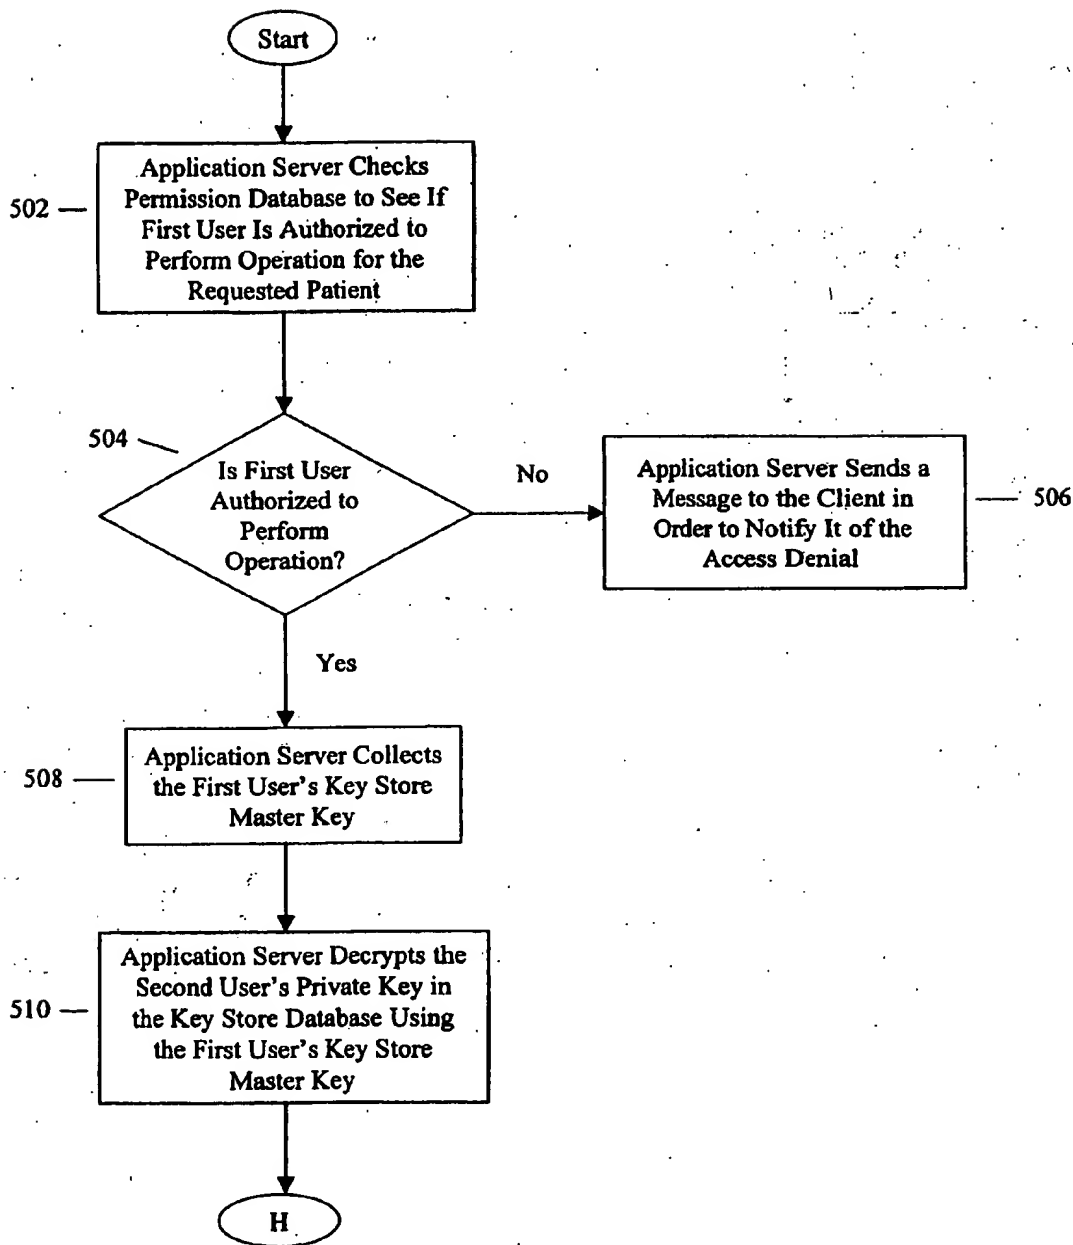 Start
502
Application Server Checks
Permission Database to See If
First User Is Authorized to
Perform Operation for the
Requested Patient
504
Is First User
Authorized to
Perform
Operation?
No
Application Server Sends a
Message to the Client in
Order to Notify It of the
Access Denial
506
Yes
508
Application Server Collects
the First User's Key Store
Master Key
510
Application Server Decrypts the
Second User's Private Key in
the Key Store Database Using
the First User's Key Store
Master Key
H